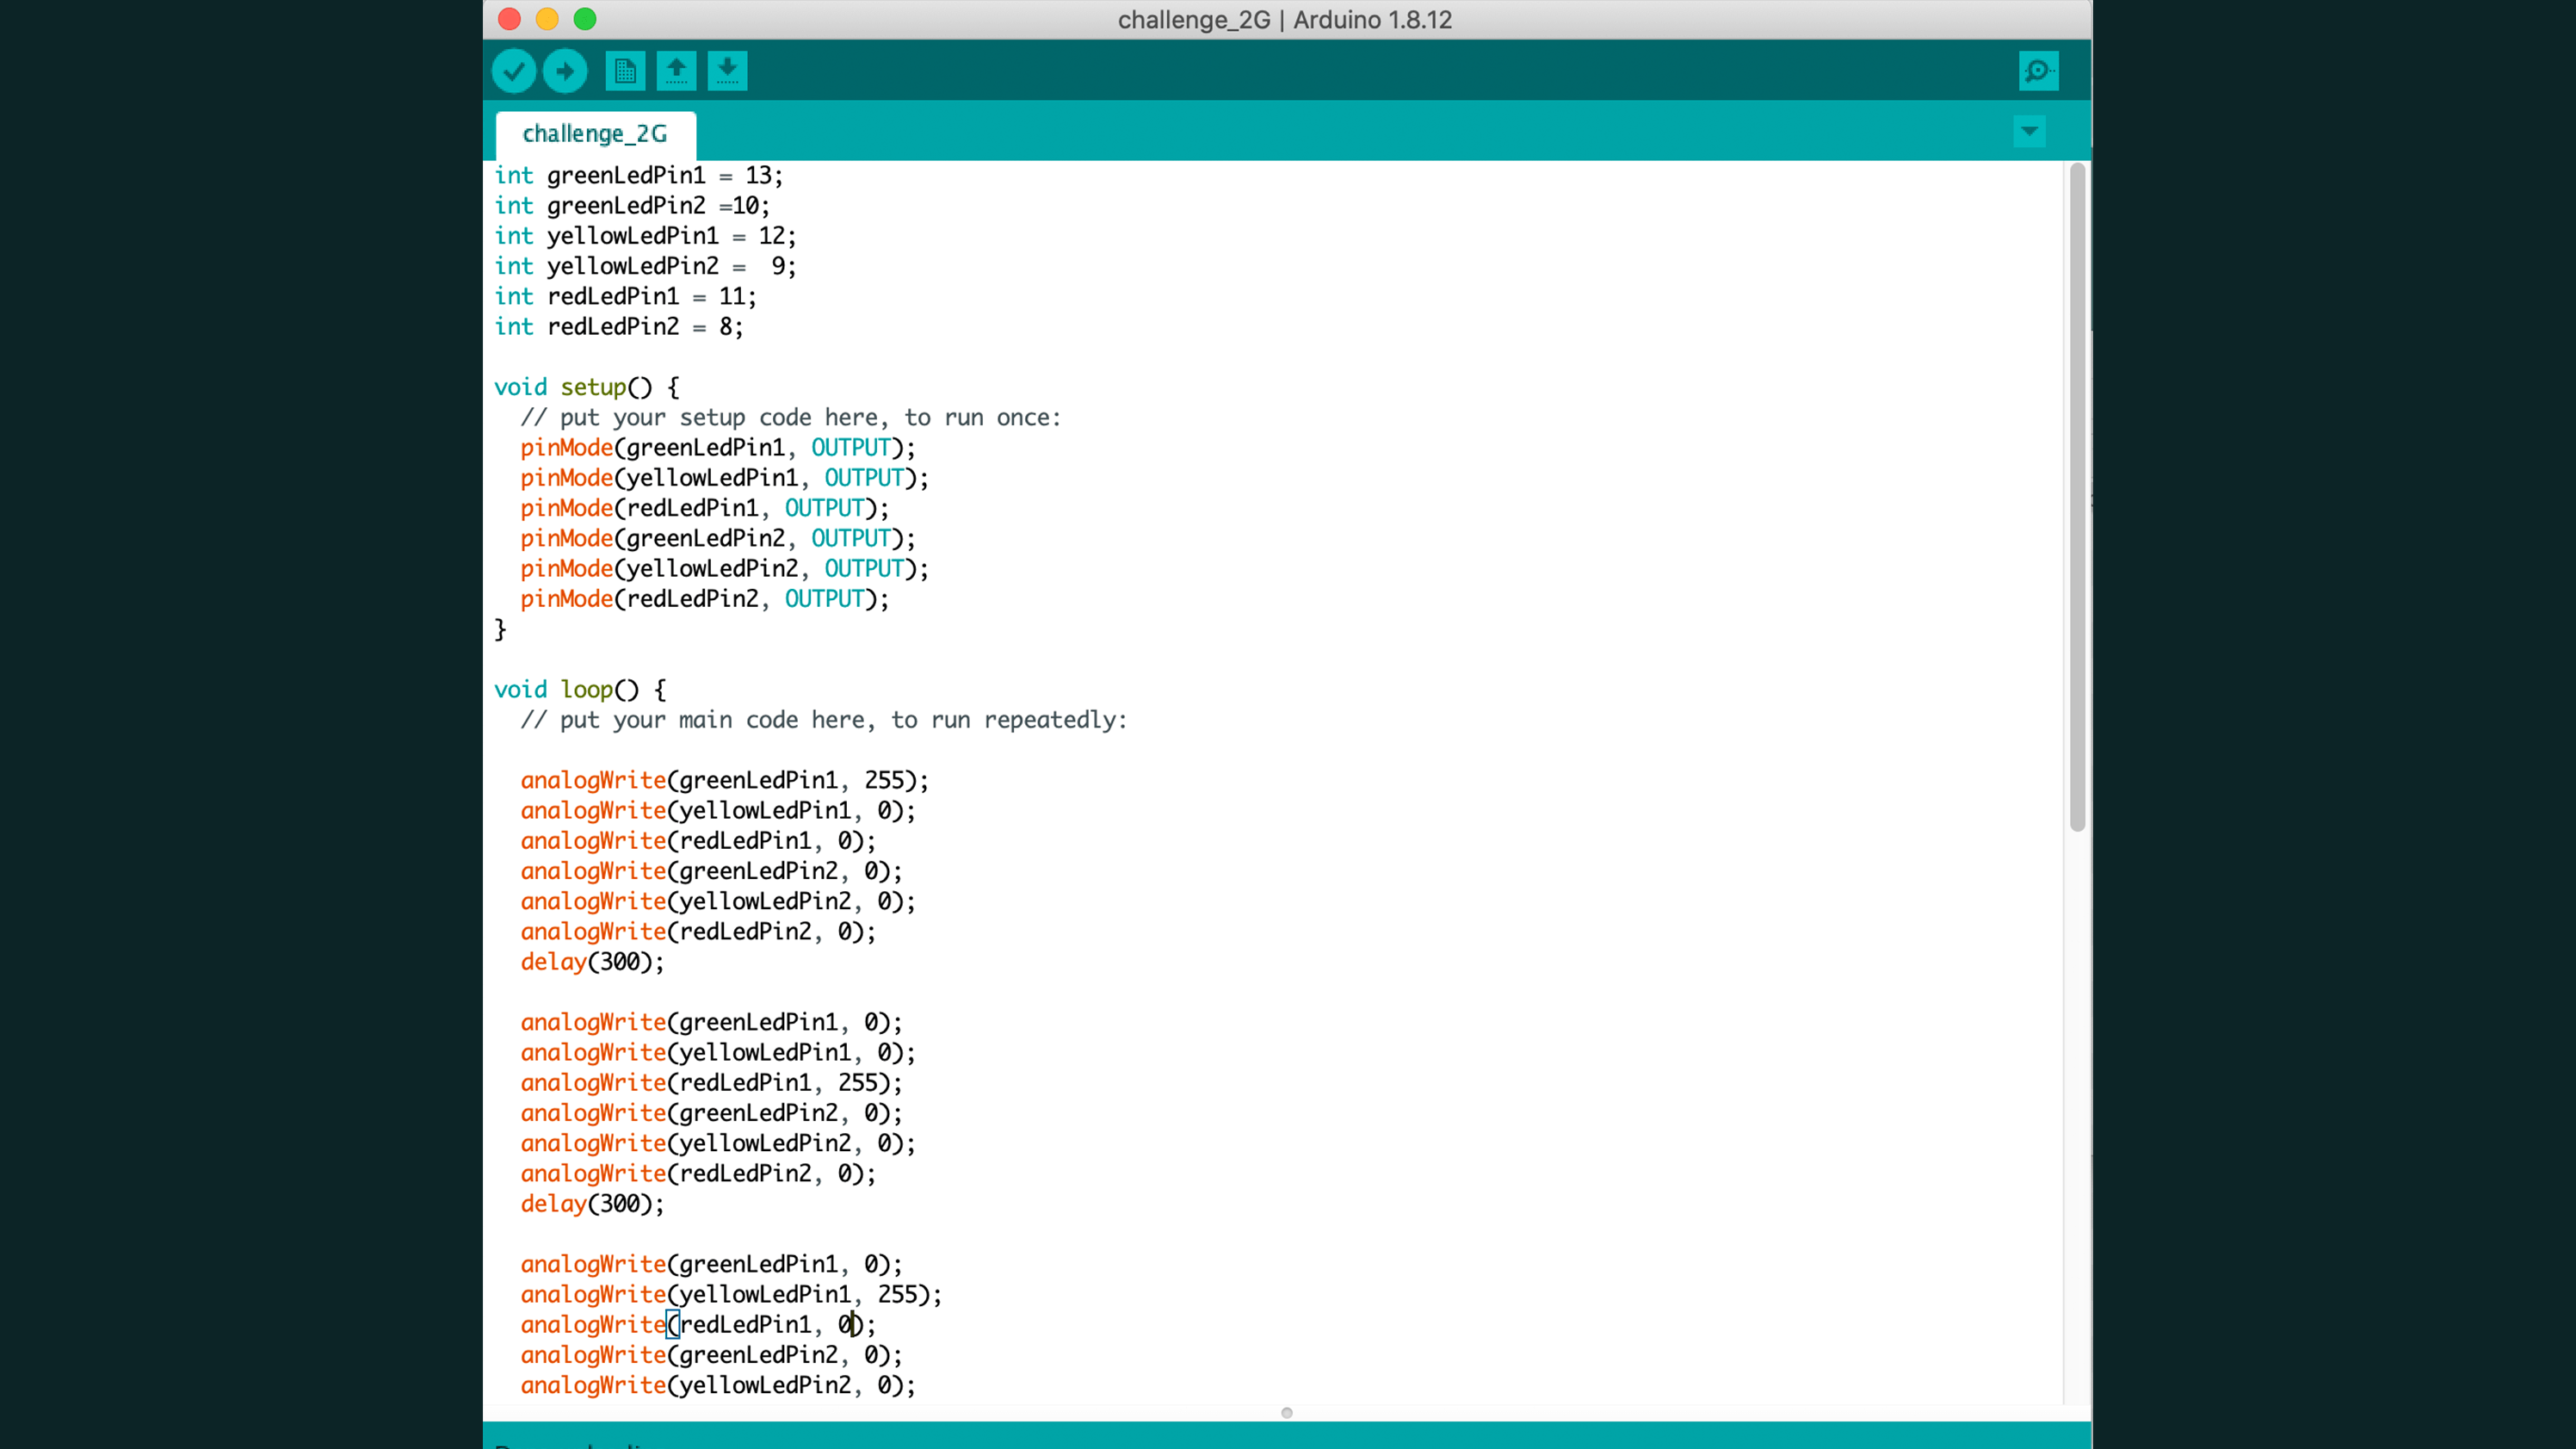 challenge_2G | Arduino 1.8.12
challenge_2G
int greenLedPin1 = 13;
int greenLedPin2 =10;
int yellowLedPin1 = 12;
int yellowLedPin2 =  9;
int redLedPin1 = 11;
int redLedPin2 = 8;
void setup() {
  // put your setup code here, to run once:
  pinMode(greenLedPin1, OUTPUT);
  pinMode(yellowLedPin1, OUTPUT);
  pinMode(redLedPin1, OUTPUT);
  pinMode(greenLedPin2, OUTPUT);
  pinMode(yellowLedPin2, OUTPUT);
  pinMode(redLedPin2, OUTPUT);
}
void loop() {
  // put your main code here, to run repeatedly:
  analogWrite(greenLedPin1, 255);
  analogWrite(yellowLedPin1, 0);
  analogWrite(redLedPin1, 0);
  analogWrite(greenLedPin2, 0);
  analogWrite(yellowLedPin2, 0);
  analogWrite(redLedPin2, 0);
  delay(300);
  analogWrite(greenLedPin1, 0);
  analogWrite(yellowLedPin1, 0);
  analogWrite(redLedPin1, 255);
  analogWrite(greenLedPin2, 0);
  analogWrite(yellowLedPin2, 0);
  analogWrite(redLedPin2, 0);
  delay(300);
  analogWrite(greenLedPin1, 0);
  analogWrite(yellowLedPin1, 255);
  analogWrite(redLedPin1, 0);
  analogWrite(greenLedPin2, 0);
  analogWrite(yellowLedPin2, 0);